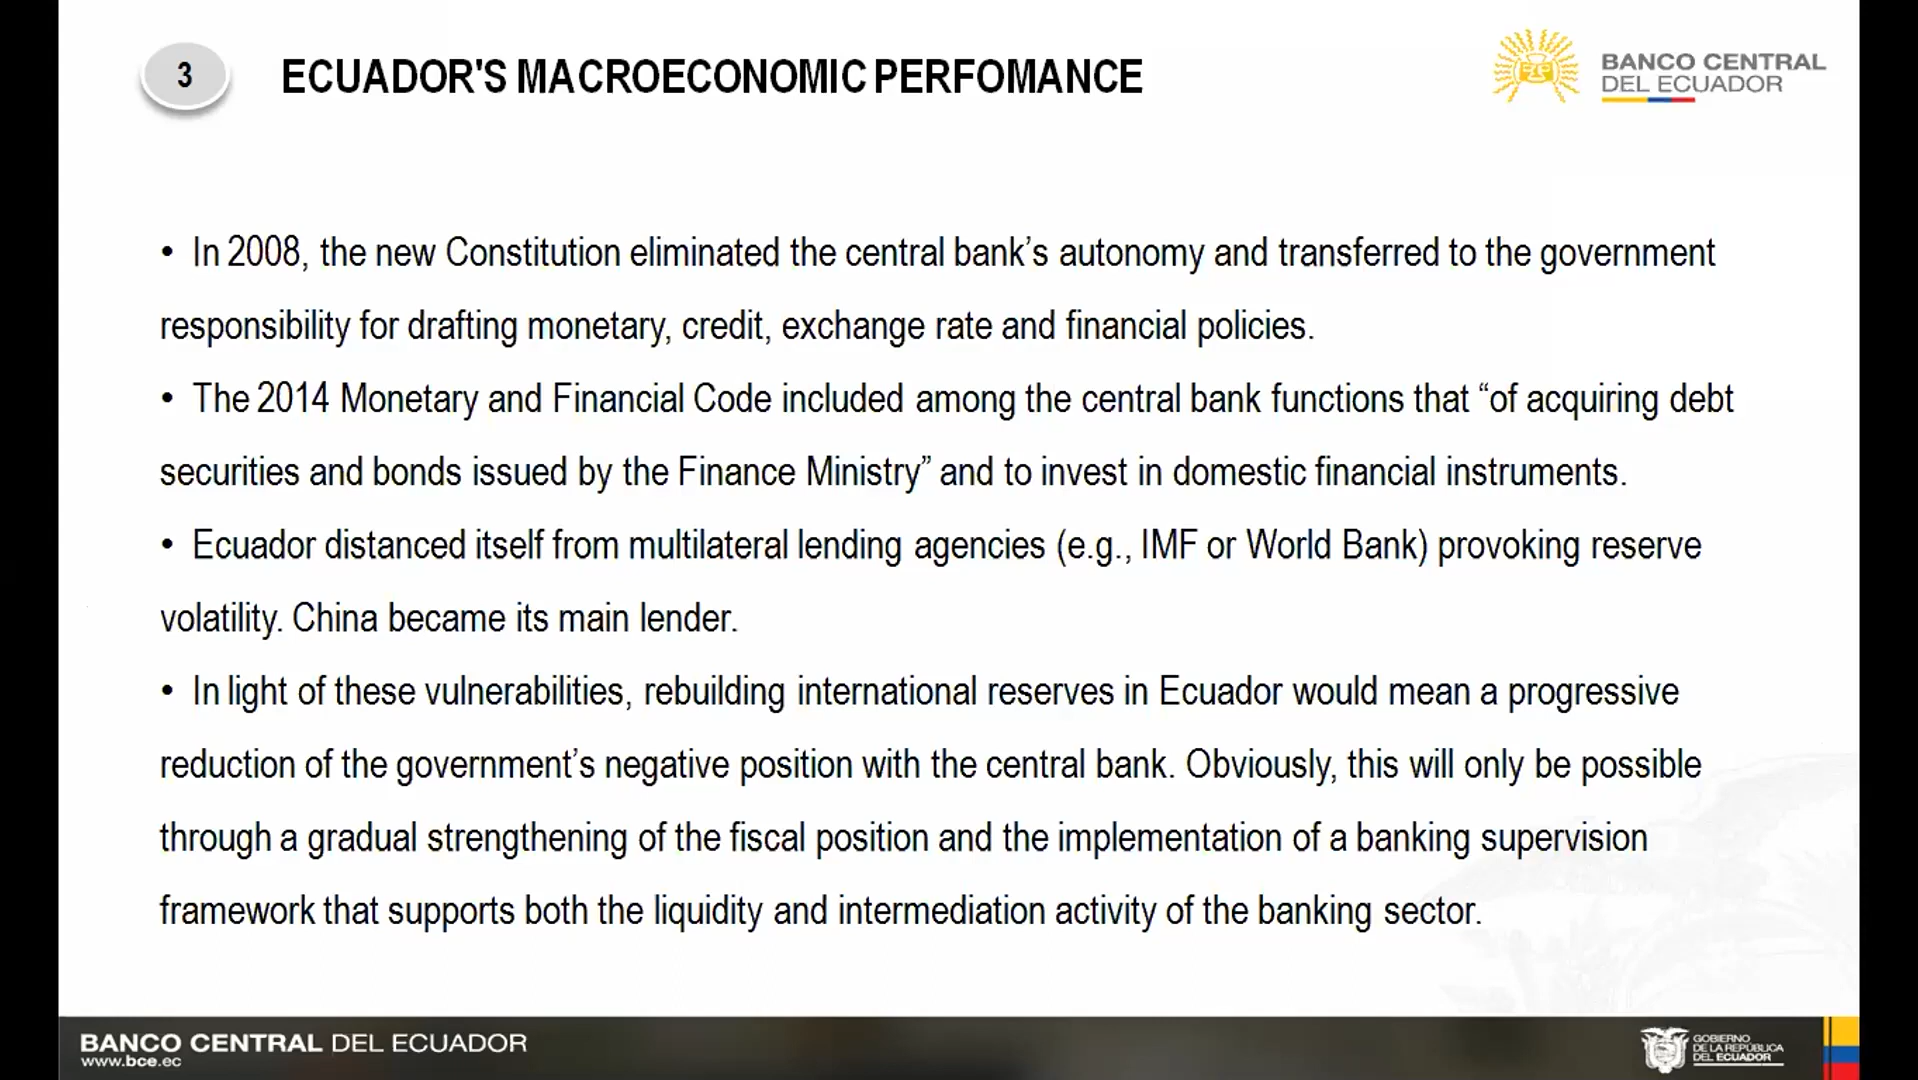 3
ECUADOR'S MACROECONOMIC PERFOMANCE
BANCO CENTRAL
DEL ECUADOR
• In 2008, the new Constitution eliminated the central bank’s autonomy and transferred to the government
responsibility for drafting monetary, credit, exchange rate and financial policies.
• The 2014 Monetary and Financial Code included among the central bank functions that “of acquiring debt
securities and bonds issued by the Finance Ministry” and to invest in domestic financial instruments.
• Ecuador distanced itself from multilateral lending agencies (e.g., IMF or World Bank) provoking reserve
volatility. China became its main lender.
• In light of these vulnerabilities, rebuilding international reserves in Ecuador would mean a progressive
reduction of the government’s negative position with the central bank. Obviously, this will only be possible
through a gradual strengthening of the fiscal position and the implementation of a banking supervision
framework that supports both the liquidity and intermediation activity of the banking sector.
BANCO CENTRAL DEL ECUADOR
www.bce.ec
GOBIERNO
DE LA REPÚBLICA
DEL ECUADOR